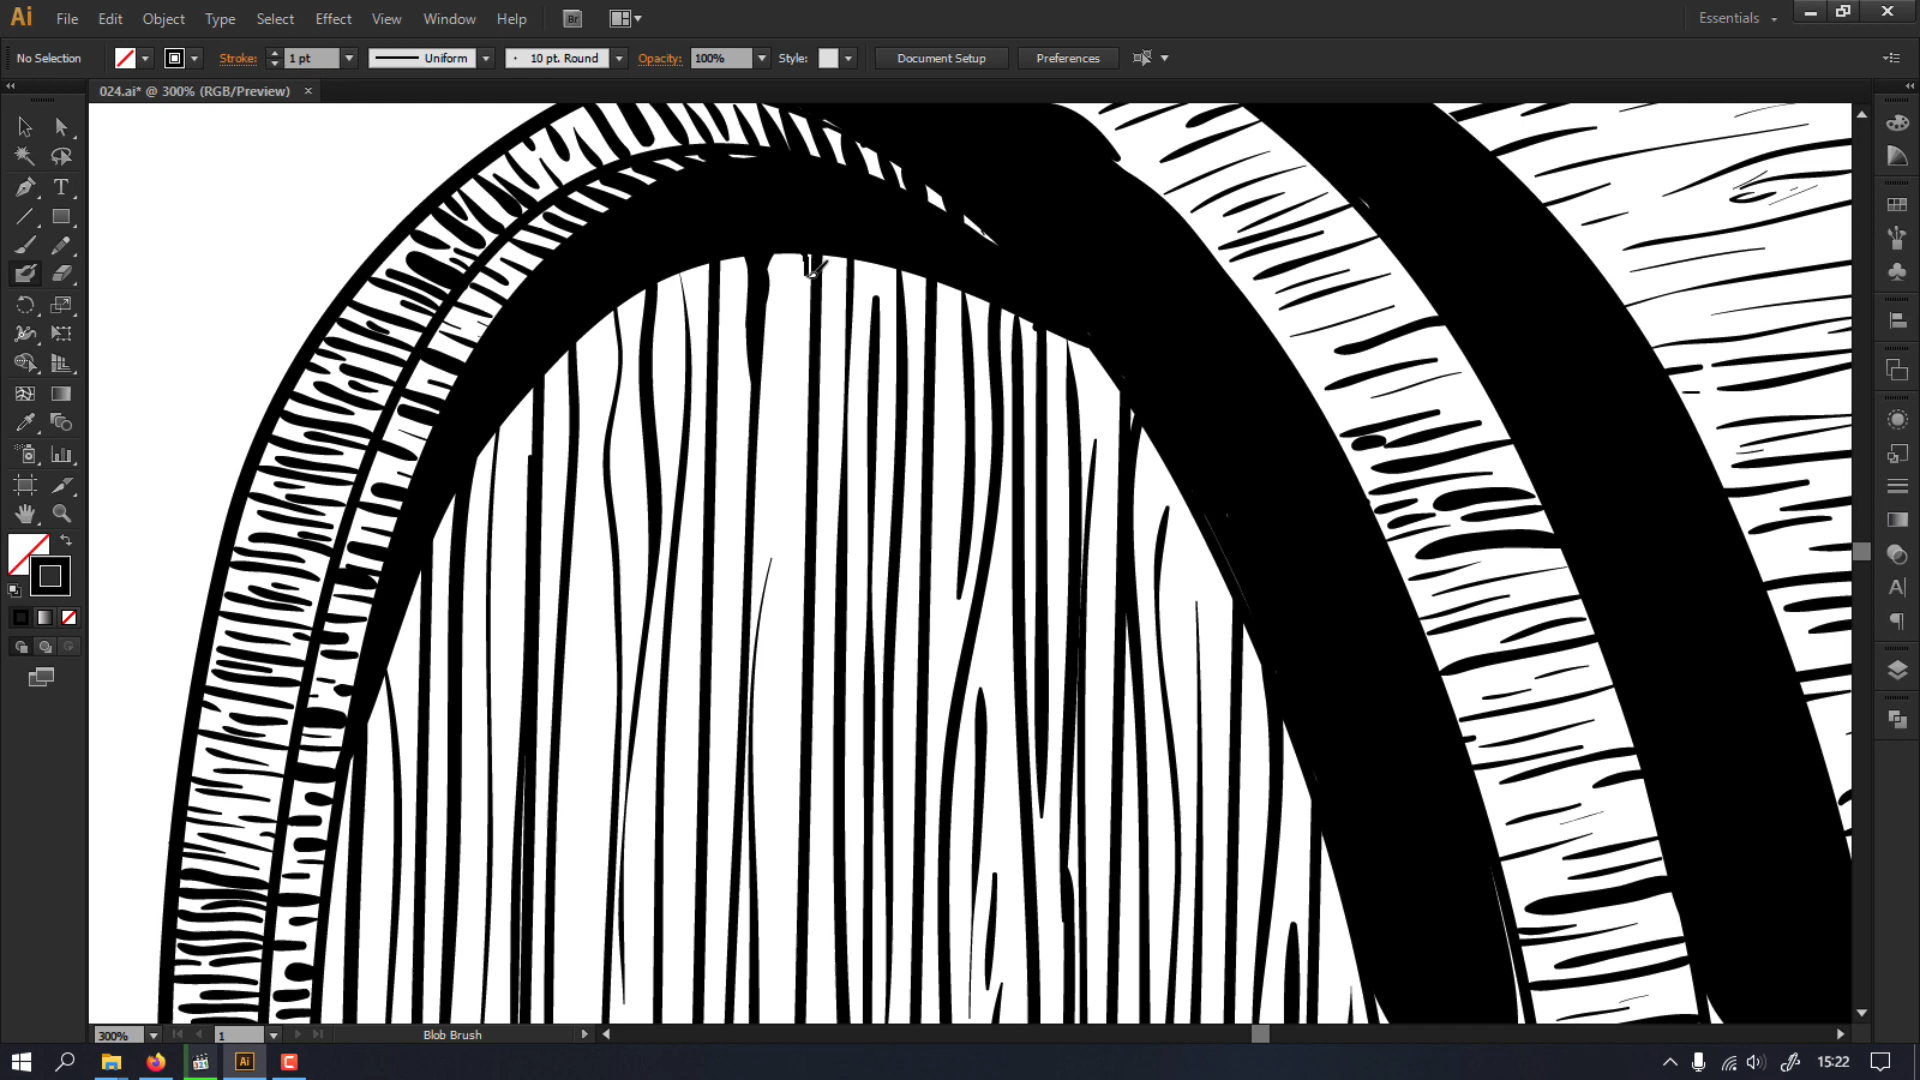 Ai File Edit Object Type Select Effect View Window Help Br Essentials
No Selection Stroke: 1 pt Uniform 10 pt. Round Opacity: 100% Style: Document Setup Preferences
024.ai* @ 300% (RGB/Preview) ×
T
A
300% 1 Blob Brush
321 Ai C 15:22